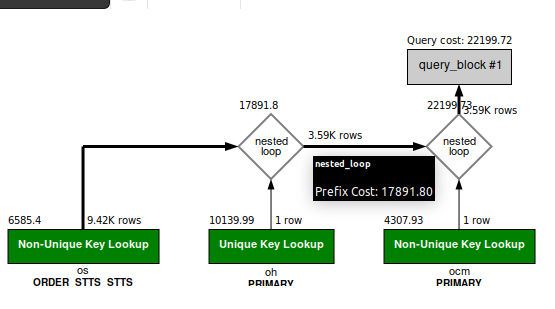 Query cost: 22199.72
query_block #1
17891.8
22199.73
3.59K rows
3.59K rows
nested
loop
nested
loop
nested_loop
Prefix Cost: 17891.80
6585.4
9.42K rows
10139.99
1 row
4307.93
1 row
Non-Unique Key Lookup
Unique Key Lookup
Non-Unique Key Lookup
os
oh
ocm
ORDER_STTS_STTS
PRIMARY
PRIMARY